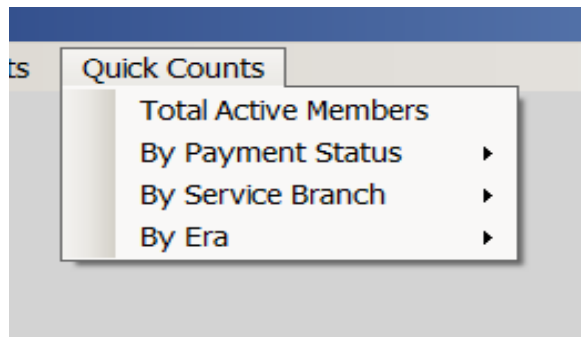 ts Quick Counts
Total Active Members
By Payment Status
By Service Branch
By Era